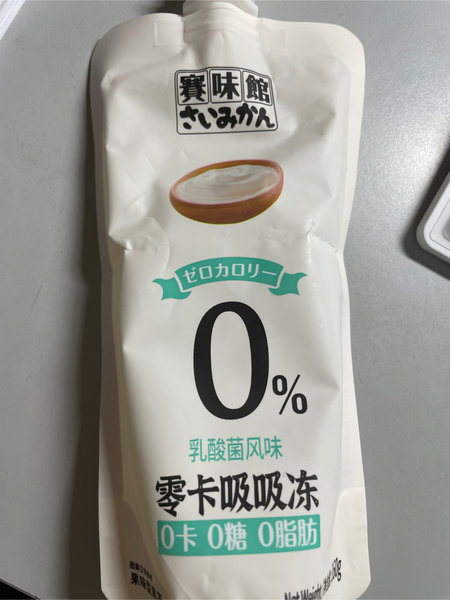 賽味館
さいみかん
ゼロカロリー
0%
乳酸菌风味
零卡吸吸冻
0卡 0糖 0脂肪